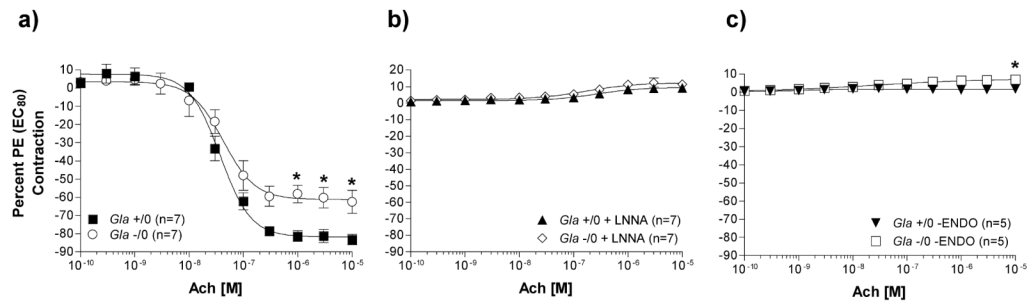 a)
b)
c)
Percent PE (EC80)
Contraction
10
0
-10
-20
-30
-40
-50
-60
-70
-80
-90
* * *
Gla +/0 (n=7)
Gla -/0 (n=7)
10-10 10-9 10-8 10-7 10-6 10-5
Ach [M]
20
10
0
-10
-20
-30
-40
-50
-60
-70
-80
-90
Gla +/0 + LNNA (n=7)
Gla -/0 + LNNA (n=7)
10-10 10-9 10-8 10-7 10-6 10-5
Ach [M]
10
0
-10
-20
-30
-40
-50
-60
-70
-80
-90
*
Gla +/0 -ENDO (n=5)
Gla -/0 -ENDO (n=5)
10-10 10-9 10-8 10-7 10-6 10-5
Ach [M]